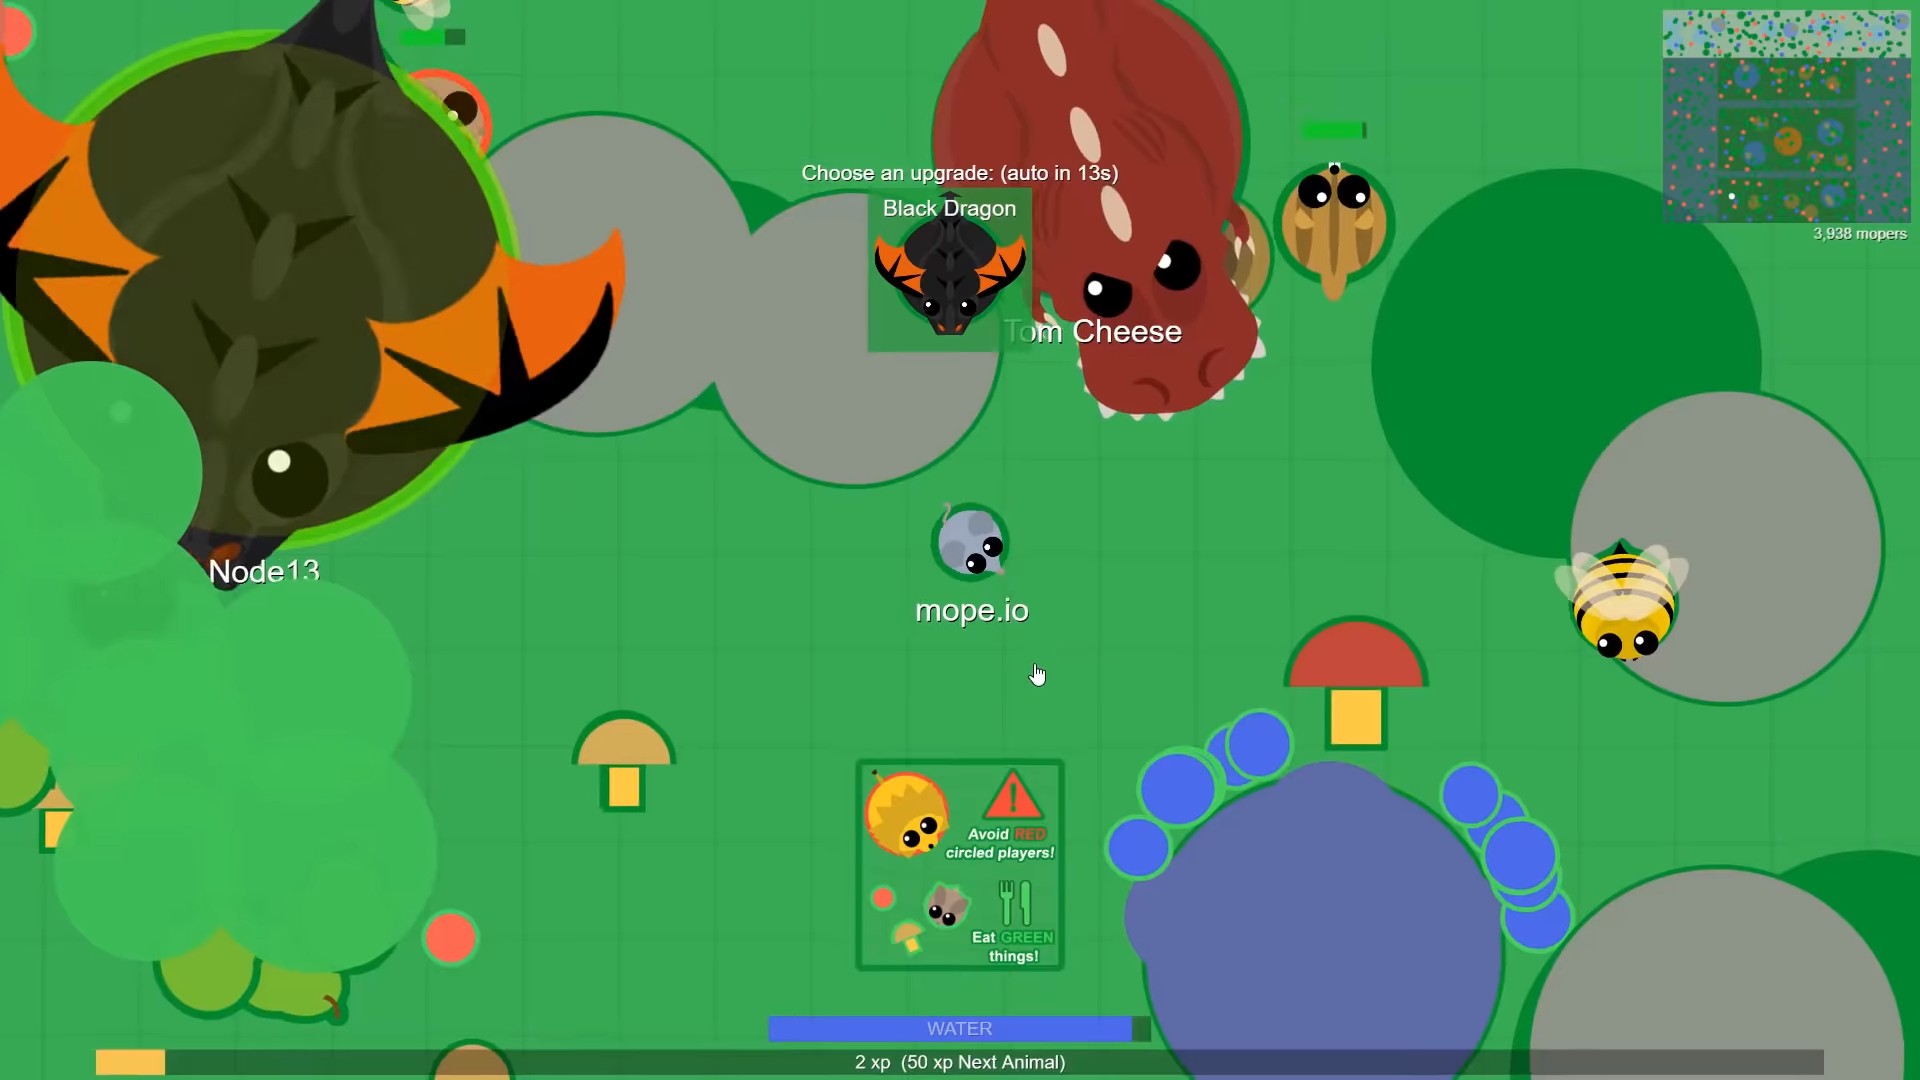 Choose an upgrade: (auto in 13s)
Black Dragon
3,938 mopers
Tom Cheese
Node13
mope.io
Avoid RED
circled players!
Eat GREEN
things!
WATER
2 xp (50 xp Next Animal)